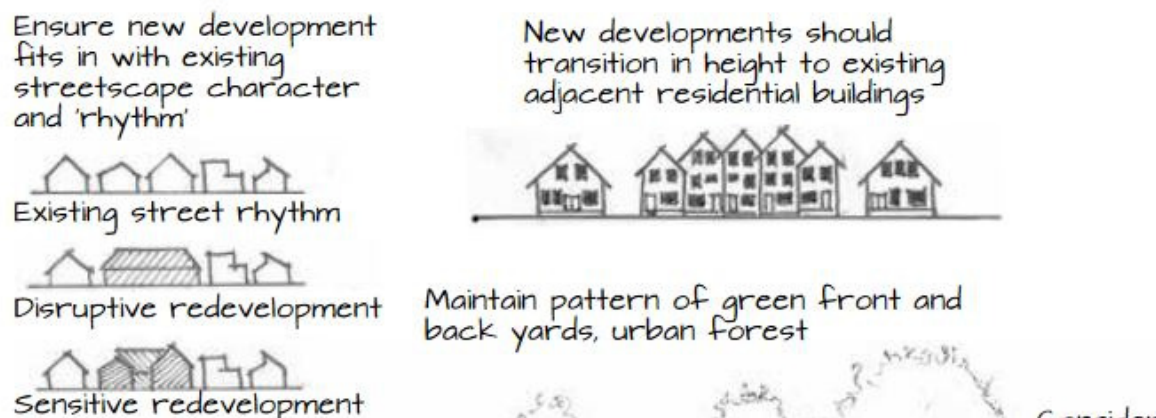 Ensure new development
fits in with existing
streetscape character
and 'rhythm'
Existing street rhythm
Disruptive redevelopment
Sensitive redevelopment
New developments should
transition in height to existing
adjacent residential buildings
Maintain pattern of green front and
back yards, urban forest